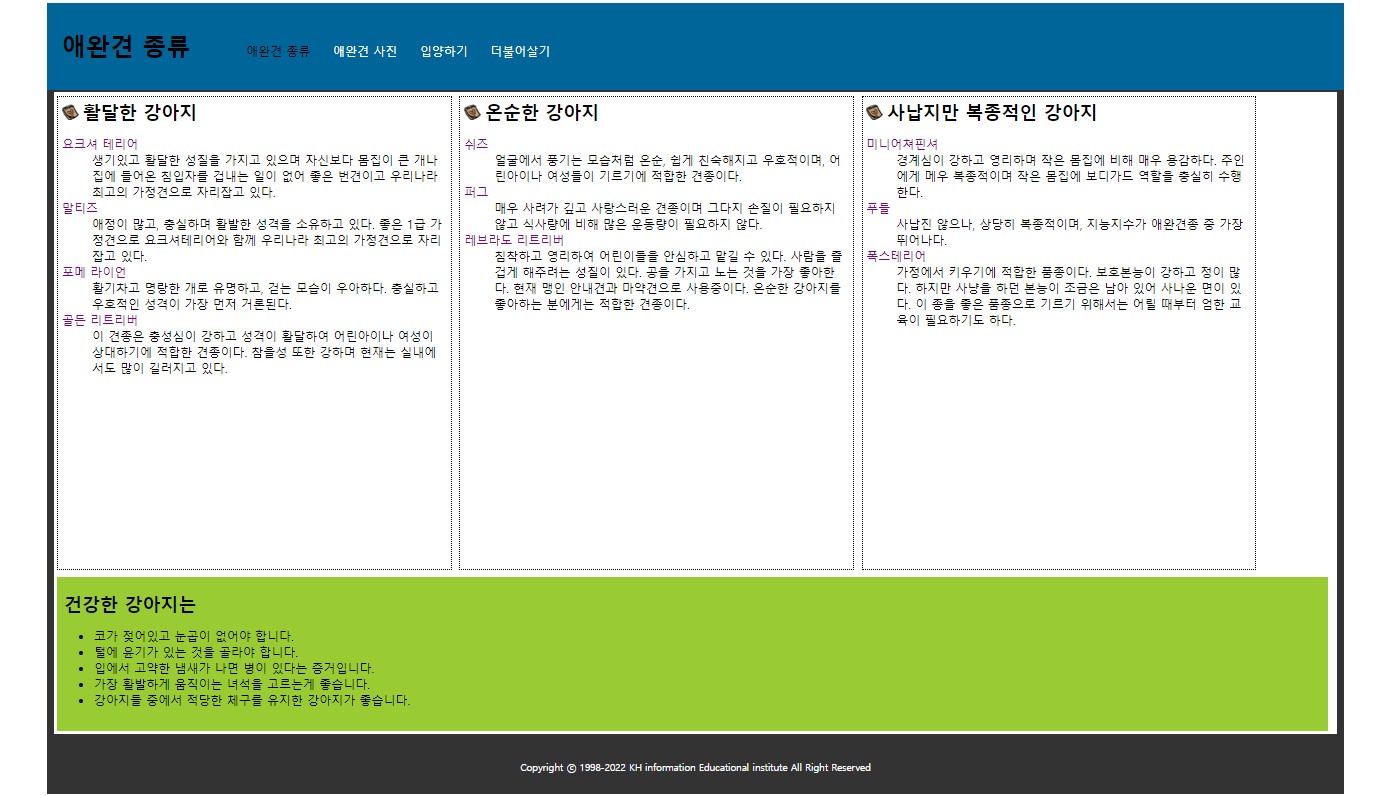 애완견 종류
애완견 종류 애완견 사진 입양하기 더불어살기
활달한 강아지
요크셔 테리어
생기있고 활달한 성질을 가지고 있으며 자신보다 몸집이 큰 개나
집에 들어온 침입자를 겁내는 일이 없어 좋은 번견이고 우리나라
최고의 가정견으로 자리잡고 있다.
말티즈
애정이 많고, 충실하며 활발한 성격을 소유하고 있다. 좋은 1급 가
정견으로 요크셔테리어와 함께 우리나라 최고의 가정견으로 자리
잡고 있다.
포메 라이언
활기차고 명랑한 개로 유명하고, 걷는 모습이 우아하다. 충실하고
우호적인 성격이 가장 먼저 거론된다.
골든 리트리버
이 견종은 충성심이 강하고 성격이 활달하여 어린아이나 여성이
상대하기에 적합한 견종이다. 참을성 또한 강하며 현재는 실내에
서도 많이 길러지고 있다.
온순한 강아지
쉬즈
얼굴에서 풍기는 모습처럼 온순, 쉽게 친숙해지고 우호적이며, 어
린아이나 여성들이 기르기에 적합한 견종이다.
퍼그
매우 사려가 깊고 사랑스러운 견종이며 그다지 손질이 필요하지
않고 식사량에 비해 많은 운동량이 필요하지 않다.
레브라도 리트리버
침착하고 영리하여 어린이들을 안심하고 맡길 수 있다. 사람을 즐
겁게 해주려는 성질이 있다. 공을 가지고 노는 것을 가장 좋아한
다. 현재 맹인 안내견과 마약견으로 사용중이다. 온순한 강아지를
좋아하는 분에게는 적합한 견종이다.
사납지만 복종적인 강아지
미니어쳐핀셔
경계심이 강하고 영리하며 작은 몸집에 비해 매우 용감하다. 주인
에게 메우 복종적이며 작은 몸집에 보디가드 역할을 충실히 수행
한다.
푸들
사납진 않으나, 상당히 복종적이며, 지능지수가 애완견종 중 가장
뛰어나다.
폭스테리어
가정에서 키우기에 적합한 품종이다. 보호본능이 강하고 정이 많
다. 하지만 사냥을 하던 본능이 조금은 남아 있어 사나운 면이 있
다. 이 종을 좋은 품종으로 기르기 위해서는 어릴 때부터 엄한 교
육이 필요하기도 하다.
건강한 강아지는
• 코가 젖어있고 눈곱이 없어야 합니다.
• 털에 윤기가 있는 것을 골라야 합니다.
• 입에서 고약한 냄새가 나면 병이 있다는 증거입니다.
• 가장 활발하게 움직이는 녀석을 고르는게 좋습니다.
• 강아지들 중에서 적당한 체구를 유지한 강아지가 좋습니다.
Copyright ⓒ 1998-2022 KH information Educational institute All Right Reserved